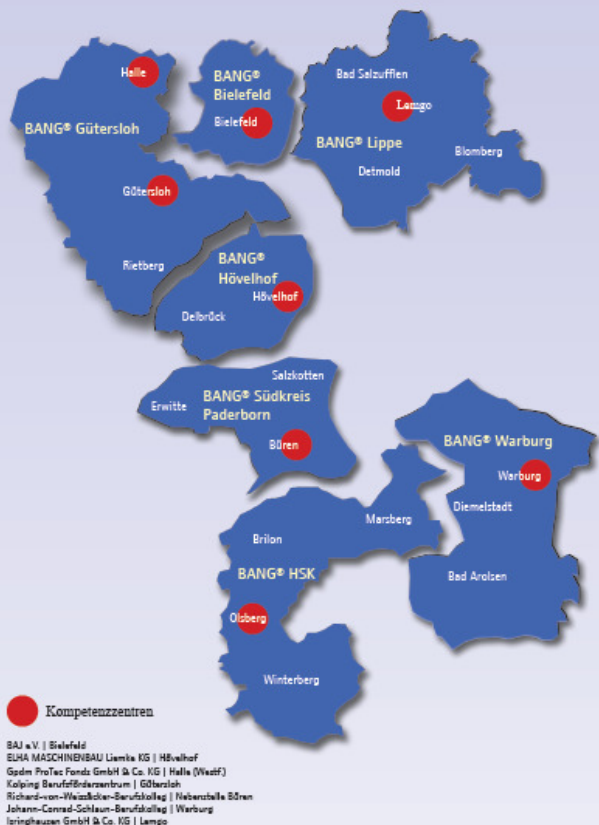 Halle
BANG® Gütersloh
Gütersloh
Rietberg
BANG®
Bielefeld
Bielefeld
Bad Salzufflen
Lemgo
BANG® Lippe
Blomberg
Detmold
BANG®
Hövelhof
Hövelhof
Delbrück
Salzkotten
BANG® Südkreis
Paderborn
Erwitte
Büren
BANG® Warburg
Warburg
Diemelstadt
Bad Arolsen
Marsberg
Brilon
BANG® HSK
Olsberg
Winterberg
Kompetenzzentren
BAJ e.V. | Bielefeld
ELHA MASCHINENBAU Liemke KG | Hövelhof
Gpdm ProTec Fonds GmbH & Co. KG | Halle (Westf.)
Kolping Berufsförderzentrum | Gütersloh
Richard-von-Weizsäcker-Berufskolleg | Nebenstelle Büren
Johann-Conrad-Schlaun-Berufskolleg | Warburg
Isringhausen GmbH & Co. KG | Lemgo